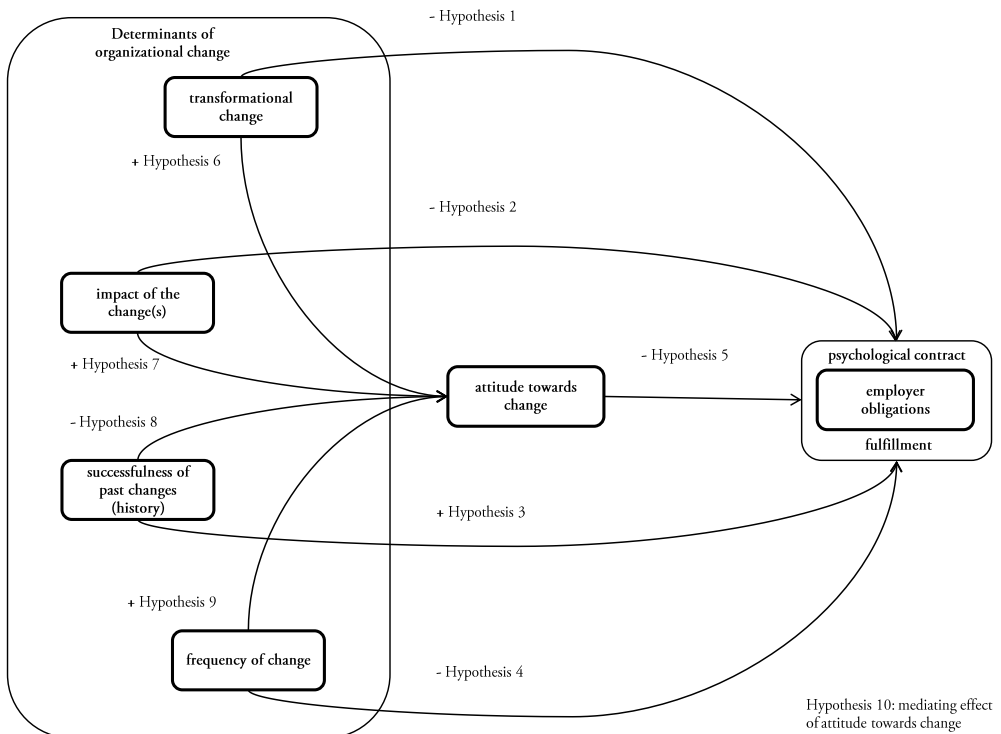 - Hypothesis 1
Determinants of
organizational change
transformational
change
+ Hypothesis 6
- Hypothesis 2
impact of the
change(s)
+ Hypothesis 7
- Hypothesis 5
psychological contract
employer
obligations
fulfillment
attitude towards
change
- Hypothesis 8
successfulness of
past changes
(history)
+ Hypothesis 3
+ Hypothesis 9
frequency of change
- Hypothesis 4
Hypothesis 10: mediating effect
of attitude towards change